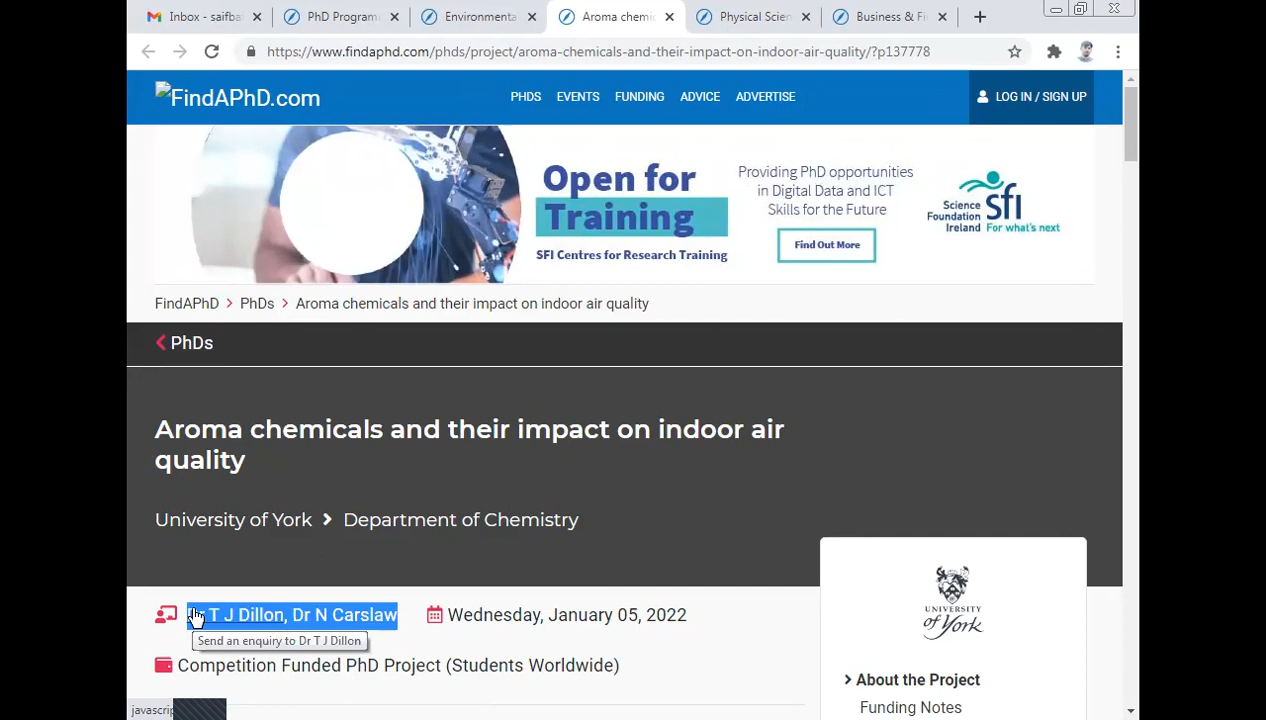 Inbox - saifba
PhD Program
Environmenta
Aroma chemi
Physical Scien
Business & Fi
https://www.findaphd.com/phds/project/aroma-chemicals-and-their-impact-on-indoor-air-quality/?p137778
FindAPhD.com
PHDS
EVENTS
FUNDING
ADVICE
ADVERTISE
LOG IN / SIGN UP
Open for
Training
SFI Centres for Research Training
Providing PhD opportunities
in Digital Data and ICT
Skills for the Future
Find Out More
Science
Foundation
Ireland
sfi
For what's next
FindAPhD > PhDs > Aroma chemicals and their impact on indoor air quality
PhDs
Aroma chemicals and their impact on indoor air
quality
University of York > Department of Chemistry
T J Dillon, Dr N Carslaw
Wednesday, January 05, 2022
Send an enquiry to Dr T J Dillon
Competition Funded PhD Project (Students Worldwide)
UNIVERSITY
of York
About the Project
Funding Notes